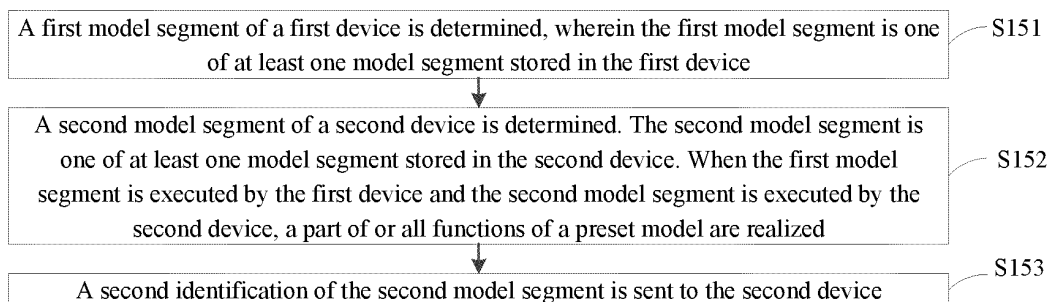 A first model segment of a first device is determined, wherein the first model segment is one
of at least one model segment stored in the first device
S151
A second model segment of a second device is determined. The second model segment is
one of at least one model segment stored in the second device. When the first model
segment is executed by the first device and the second model segment is executed by the
second device, a part of or all functions of a preset model are realized
S152
A second identification of the second model segment is sent to the second device
S153